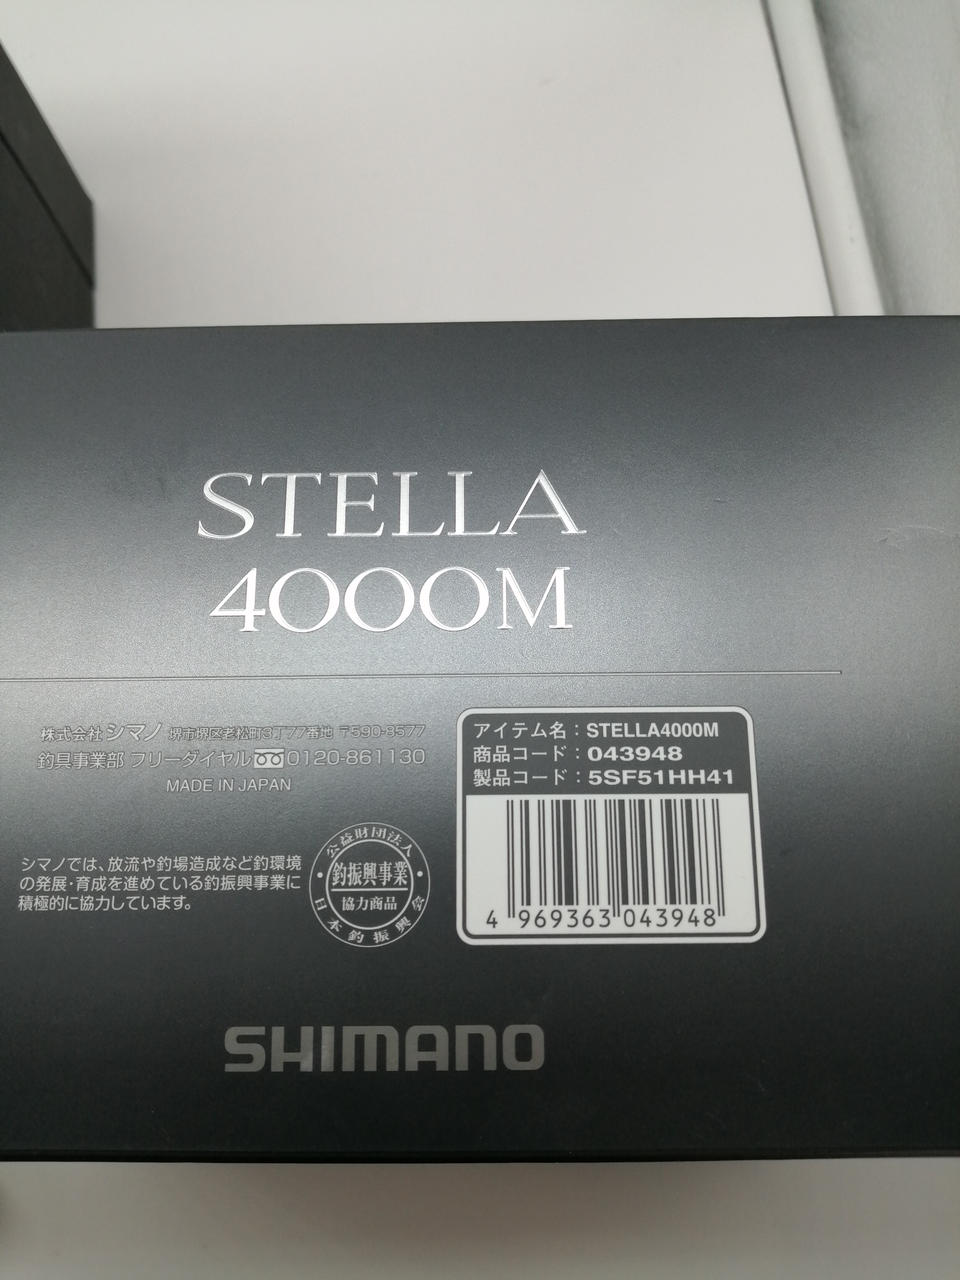 STELLA
4000M
株式会社 シマノ 堺市堺区老松町3丁77番地 〒590-8577
釣具事業部 フリーダイヤル 0120-861130
MADE IN JAPAN
シマノでは、放流や釣場造成など釣環境
の発展・育成を進めている釣振興事業に
積極的に協力しています。
公益財団法人
釣振興事業
協力商品
日本釣振興会
アイテム名：STELLA4000M
商品コード：043948
製品コード：5SF51HH41
4 969363 043948
SHIMANO